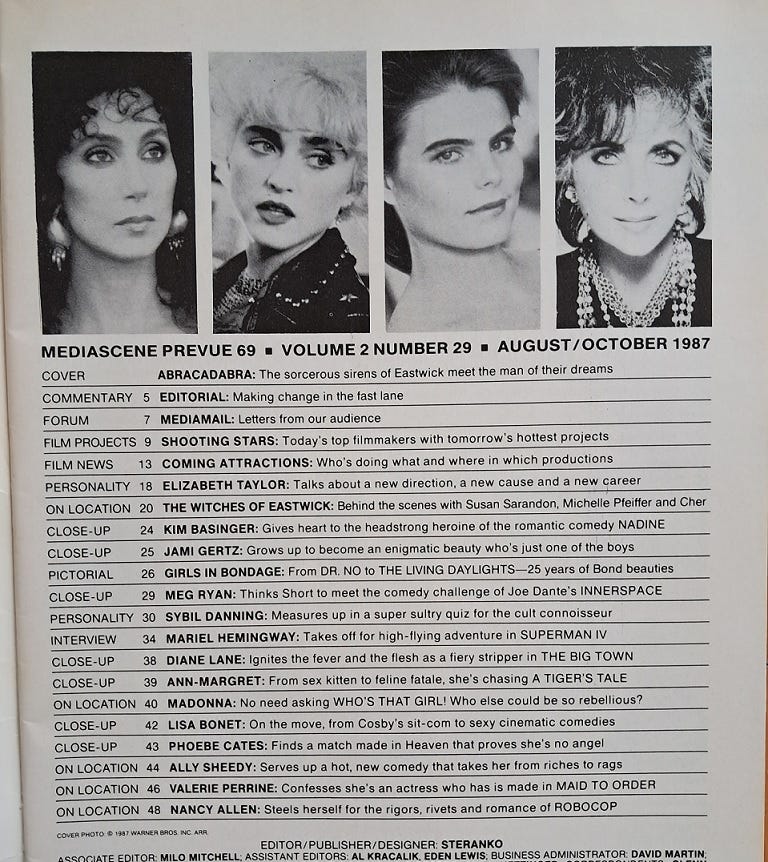 MEDIASCENE PREVUE 69 ■ VOLUME 2 NUMBER 29 ■ AUGUST/OCTOBER 1987
COVER ABRACADABRA: The sorcerous sirens of Eastwick meet the man of their dreams
COMMENTARY 5 EDITORIAL: Making change in the fast lane
FORUM 7 MEDIAMAIL: Letters from our audience
FILM PROJECTS 9 SHOOTING STARS: Today's top filmmakers with tomorrow's hottest projects
FILM NEWS 13 COMING ATTRACTIONS: Who's doing what and where in which productions
PERSONALITY 18 ELIZABETH TAYLOR: Talks about a new direction, a new cause and a new career
ON LOCATION 20 THE WITCHES OF EASTWICK: Behind the scenes with Susan Sarandon, Michelle Pfeiffer and Cher
CLOSE-UP 24 KIM BASINGER: Gives heart to the headstrong heroine of the romantic comedy NADINE
CLOSE-UP 25 JAMI GERTZ: Grows up to become an enigmatic beauty who's just one of the boys
PICTORIAL 26 GIRLS IN BONDAGE: From DR. NO to THE LIVING DAYLIGHTS—25 years of Bond beauties
CLOSE-UP 29 MEG RYAN: Thinks Short to meet the comedy challenge of Joe Dante's INNERSPACE
PERSONALITY 30 SYBIL DANNING: Measures up in a super sultry quiz for the cult connoisseur
INTERVIEW 34 MARIEL HEMINGWAY: Takes off for high-flying adventure in SUPERMAN IV
CLOSE-UP 38 DIANE LANE: Ignites the fever and the flesh as a fiery stripper in THE BIG TOWN
CLOSE-UP 39 ANN-MARGRET: From sex kitten to feline fatale, she's chasing A TIGER'S TALE
ON LOCATION 40 MADONNA: No need asking WHO'S THAT GIRL! Who else could be so rebellious?
CLOSE-UP 42 LISA BONET: On the move, from Cosby's sit-com to sexy cinematic comedies
CLOSE-UP 43 PHOEBE CATES: Finds a match made in Heaven that proves she's no angel
ON LOCATION 44 ALLY SHEEDY: Serves up a hot, new comedy that takes her from riches to rags
ON LOCATION 46 VALERIE PERRINE: Confesses she's an actress who has is made in MAID TO ORDER
ON LOCATION 48 NANCY ALLEN: Steels herself for the rigors, rivets and romance of ROBOCOP
COVER PHOTO: © 1987 WARNER BROS. INC. ARR.
EDITOR/PUBLISHER/DESIGNER: STERANKO
ASSOCIATE EDITOR: MILO MITCHELL; ASSISTANT EDITORS: AL KRACALIK, EDEN LEWIS; BUSINESS ADMINISTRATOR: DAVID MARTIN;